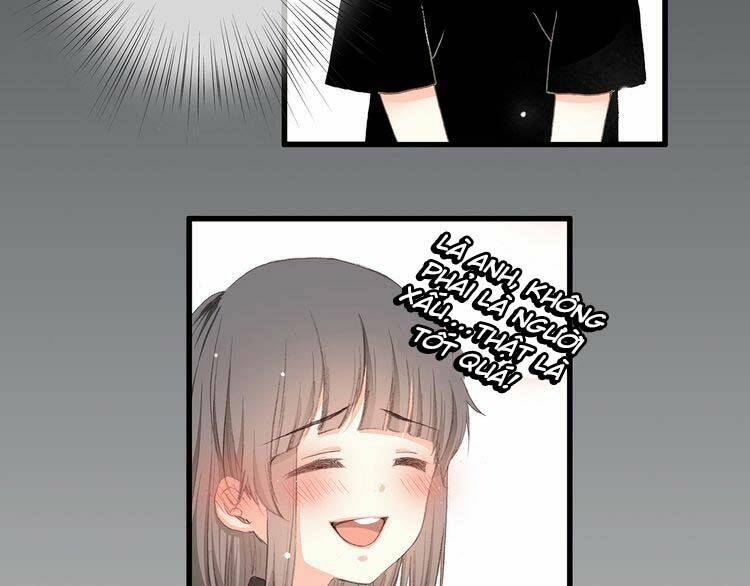 LÀ ANH, KHÔNG
PHẢI LÀ NGƯỜI
XẤU...THẬT LÀ
TỐT QUÁ!